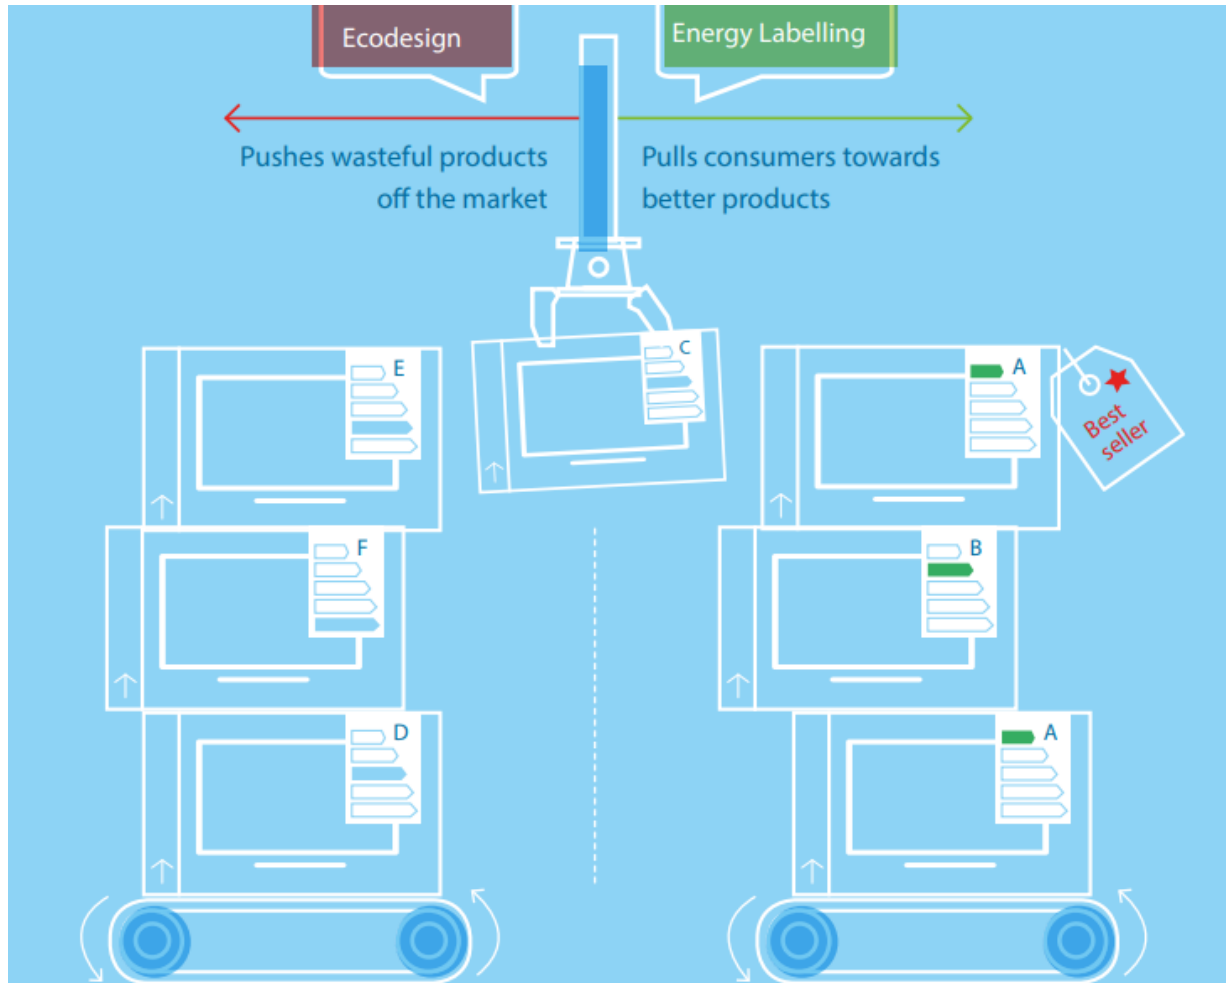 Ecodesign
Energy Labelling
Pushes wasteful products
off the market
Pulls consumers towards
better products
E
C
A
Best
seller
F
B
D
A